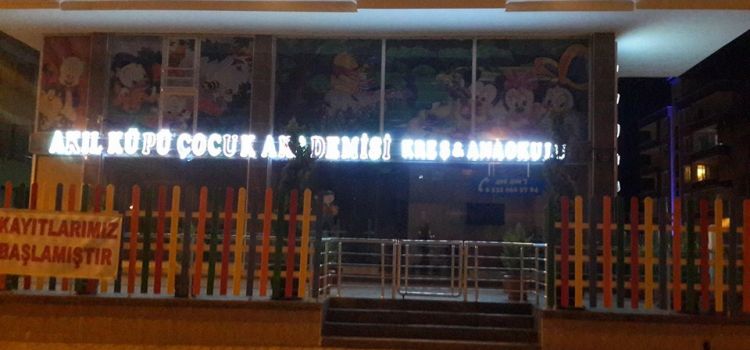 AKIL KÜPÜ ÇOCUK AKADEMİSİ KREŞ & ANAOKULU
KAYITLARIMIZ
BAŞLAMIŞTIR